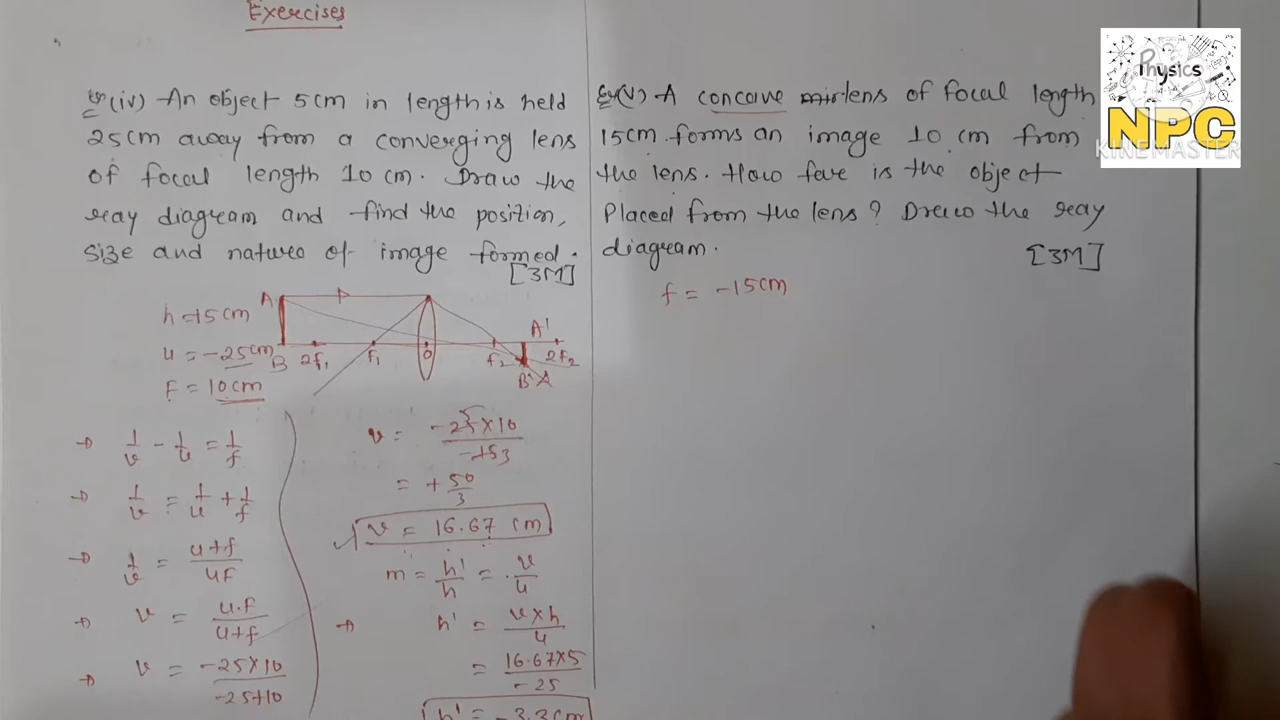 Exercises
Ex(iv) An object 5cm in length is held
25cm away from a converging lens
of focal length 10 cm. Draw the
ray diagram and find the position,
size and nature of image formed.
[3M]
h = 5cm
u = -25cm
F = 10cm
A
B 2F₁ F₁ O F₂ A' 2F₂
B'
→ 1/v - 1/u = 1/f
→ 1/v = 1/u + 1/f
→ 1/v = u+f/uf
→ v = u.f/u+f
→ v = -25×10/-25+10
v = -25×10/-15
= + 50/3
v = 16.67 cm
m = h'/h = v/u
→ h' = v×h/u
= 16.67×5/-25
h' = -3.3cm
Ex(v) A concave lens of focal length
15cm forms an image 10 cm from
the lens. How far is the object
Placed from the lens? Draw the ray
diagram.
[3M]
f = -15cm
Physics
NPC
KINEMASTER